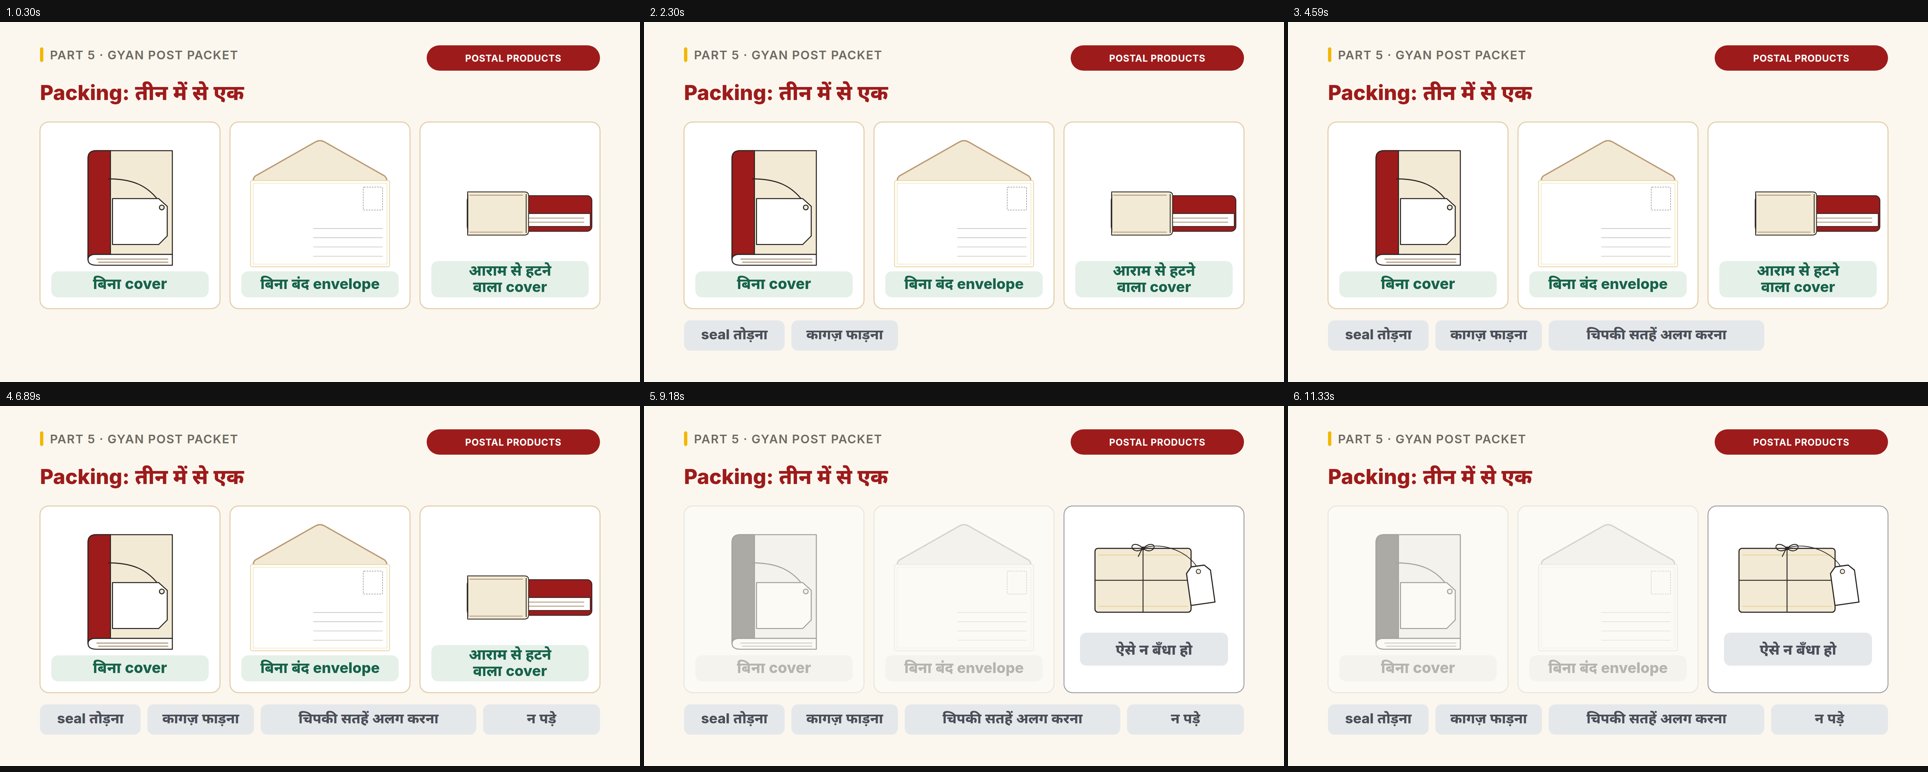 1. 0.30s
PART 5 · GYAN POST PACKET
POSTAL PRODUCTS
Packing: तीन में से एक
बिना cover
बिना बंद envelope
आराम से हटने
वाला cover
2. 2.30s
PART 5 · GYAN POST PACKET
POSTAL PRODUCTS
Packing: तीन में से एक
बिना cover
बिना बंद envelope
आराम से हटने
वाला cover
seal तोड़ना
कागज़ फाड़ना
3. 4.59s
PART 5 · GYAN POST PACKET
POSTAL PRODUCTS
Packing: तीन में से एक
बिना cover
बिना बंद envelope
आराम से हटने
वाला cover
seal तोड़ना
कागज़ फाड़ना
चिपकी सतहें अलग करना
4. 6.89s
PART 5 · GYAN POST PACKET
POSTAL PRODUCTS
Packing: तीन में से एक
बिना cover
बिना बंद envelope
आराम से हटने
वाला cover
seal तोड़ना
कागज़ फाड़ना
चिपकी सतहें अलग करना
न पड़े
5. 9.18s
PART 5 · GYAN POST PACKET
POSTAL PRODUCTS
Packing: तीन में से एक
बिना cover
बिना बंद envelope
ऐसे न बँधा हो
seal तोड़ना
कागज़ फाड़ना
चिपकी सतहें अलग करना
न पड़े
6. 11.33s
PART 5 · GYAN POST PACKET
POSTAL PRODUCTS
Packing: तीन में से एक
बिना cover
बिना बंद envelope
ऐसे न बँधा हो
seal तोड़ना
कागज़ फाड़ना
चिपकी सतहें अलग करना
न पड़े